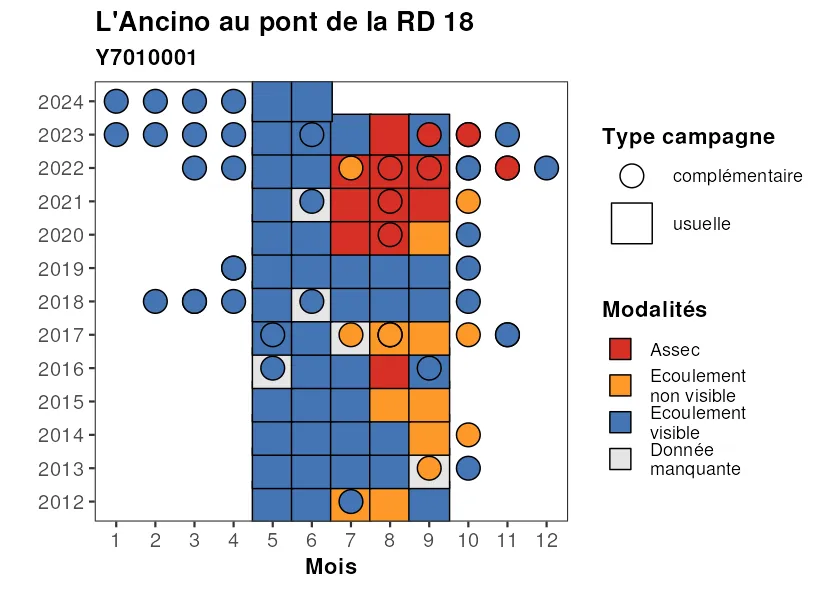 L'Ancino au pont de la RD 18
Y7010001
2024
2023
2022
2021
2020
2019
2018
2017
2016
2015
2014
2013
2012
1 2 3 4 5 6 7 8 9 10 11 12
Mois
Type campagne
complémentaire
usuelle
Modalités
Assec
Ecoulement
non visible
Ecoulement
visible
Donnée
manquante